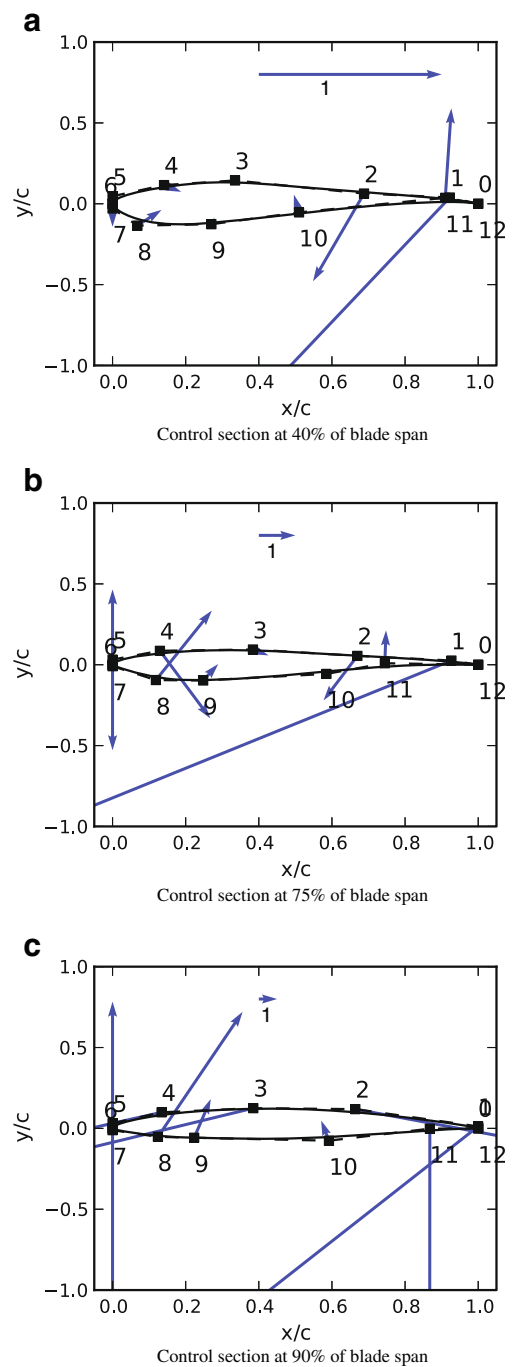 a
1.0
1
0.5
5 4 3 2 1 0
6
0.0
7 8 9 10 11 12
−0.5
−1.0
0.0 0.2 0.4 0.6 0.8 1.0
y/c
x/c
Control section at 40% of blade span
b
1.0
1
0.5
5 4 3 2 1 0
6
0.0
7 8 9 10 11 12
−0.5
−1.0
0.0 0.2 0.4 0.6 0.8 1.0
y/c
x/c
Control section at 75% of blade span
c
1.0
1
0.5
5 4 3 2 1
6 0
0.0
7 8 9 10 11 12
−0.5
−1.0
0.0 0.2 0.4 0.6 0.8 1.0
y/c
x/c
Control section at 90% of blade span